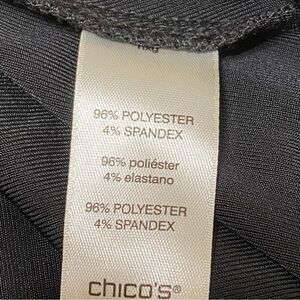 96% POLYESTER
4% SPANDEX
96% poliéster
4% elastano
96% POLYESTER
4% SPANDEX
chico's®